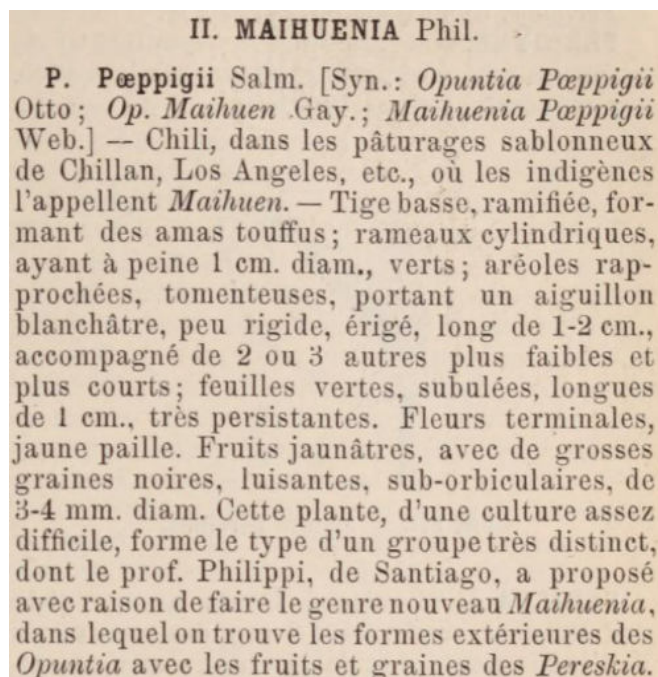 II. MAIHUENIA Phil.
P. Pœppigii Salm. [Syn.: Opuntia Pœppigii
Otto; Op. Maihuen Gay.; Maihuenia Pœppigii
Web.] — Chili, dans les pâturages sablonneux
de Chillan, Los Angeles, etc., où les indigènes
l'appellent Maihuen. — Tige basse, ramifiée, for-
mant des amas touffus; rameaux cylindriques,
ayant à peine 1 cm. diam., verts; aréoles rap-
prochées, tomenteuses, portant un aiguillon
blanchâtre, peu rigide, érigé, long de 1-2 cm.,
accompagné de 2 ou 3 autres plus faibles et
plus courts; feuilles vertes, subulées, longues
de 1 cm., très persistantes. Fleurs terminales,
jaune paille. Fruits jaunâtres, avec de grosses
graines noires, luisantes, sub-orbiculaires, de
3-4 mm. diam. Cette plante, d'une culture assez
difficile, forme le type d'un groupe très distinct,
dont le prof. Philippi, de Santiago, a proposé
avec raison de faire le genre nouveau Maihuenia,
dans lequel on trouve les formes extérieures des
Opuntia avec les fruits et graines des Pereskia.